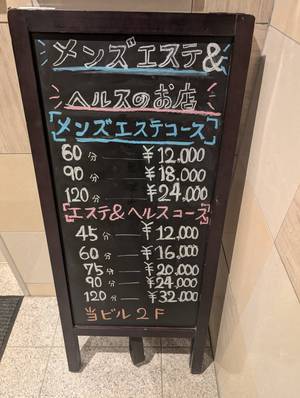 メンズエステ&
ヘルスのお店
[メンズエステコース]
60分 — ¥12,000
90分 — ¥18,000
120分 — ¥24,000
[エステ&ヘルスコース]
45分 — ¥12,000
60分 — ¥16,000
75分 — ¥20,000
90分 — ¥24,000
120分 — ¥32,000
当ビル2F